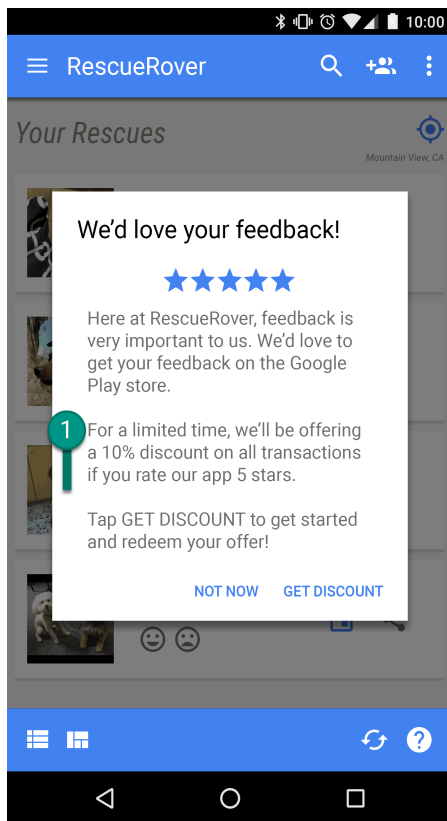 10:00
RescueRover
Your Rescues
Mountain View, CA
We'd love your feedback!
Here at RescueRover, feedback is
very important to us. We'd love to
get your feedback on the Google
Play store.
1
For a limited time, we'll be offering
a 10% discount on all transactions
if you rate our app 5 stars.
Tap GET DISCOUNT to get started
and redeem your offer!
NOT NOW GET DISCOUNT